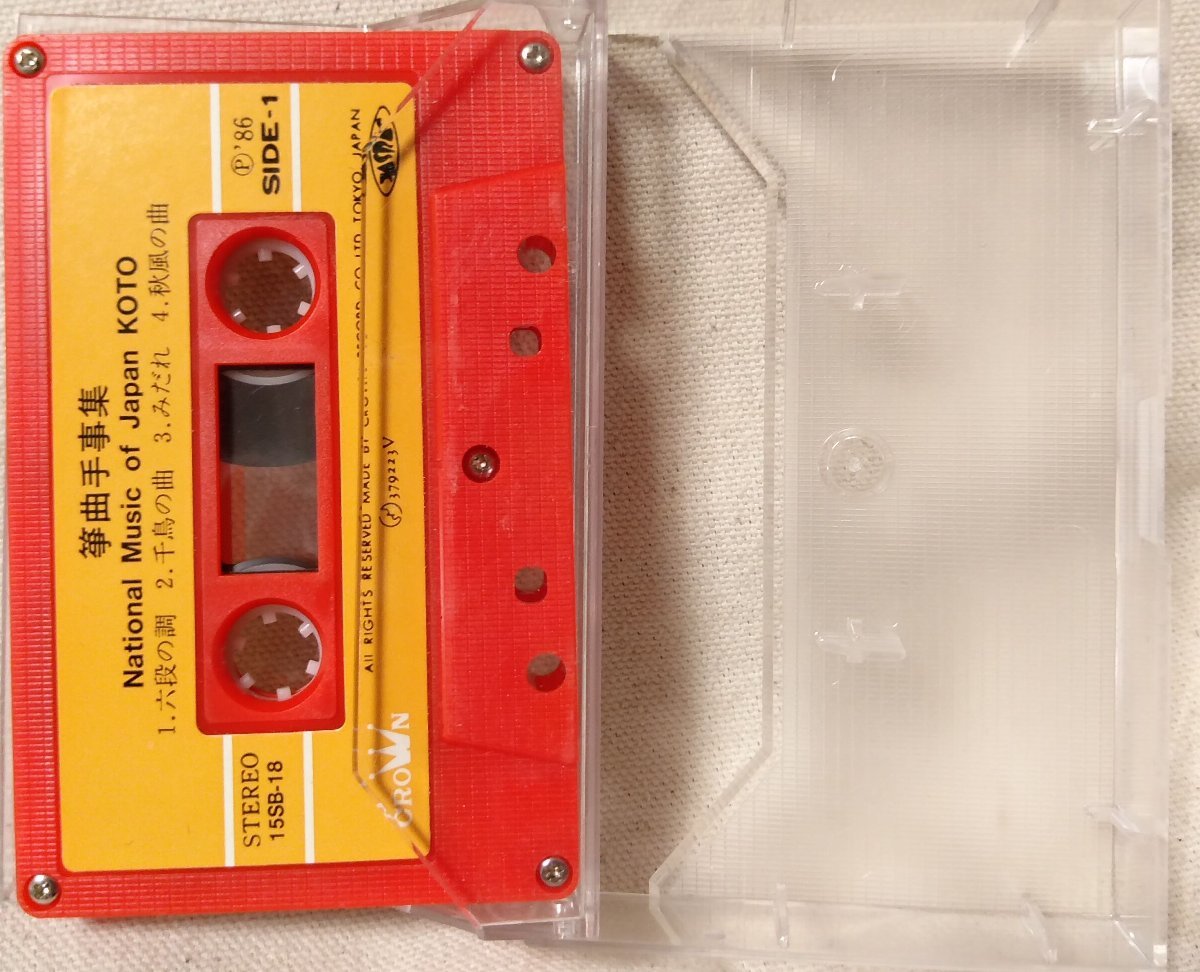 箏曲手事集
National Music of Japan KOTO
1.六段の調 2.千鳥の曲 3.みだれ 4.秋風の曲
STEREO
15SB-18
Ⓟ'86
SIDE-1
All RIGHTS RESERVED MADE BY CROWN RECORD CO LTD TOKYO JAPAN
379223V
CROWN